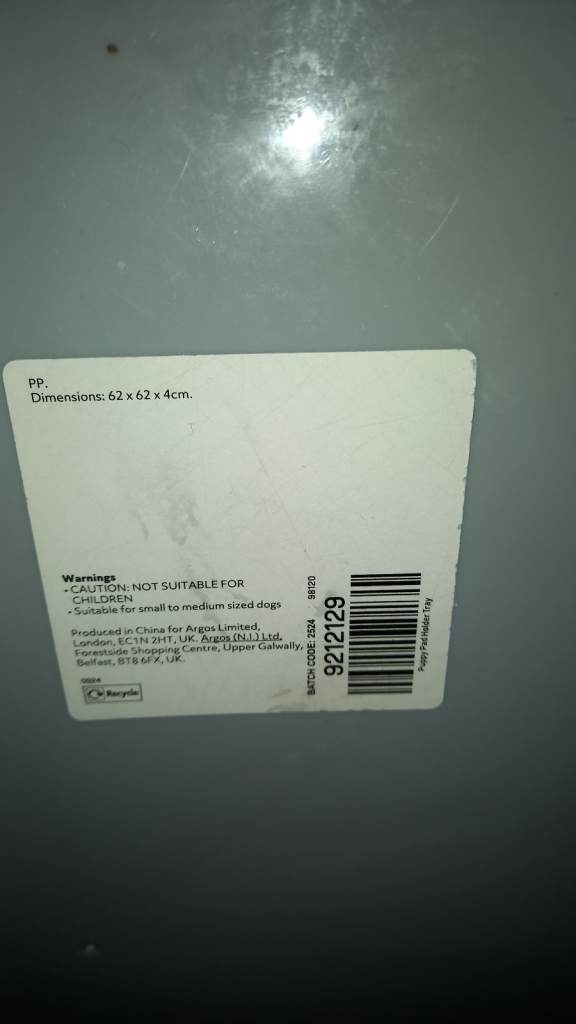 PP.
Dimensions: 62 x 62 x 4cm.
Warnings
• CAUTION: NOT SUITABLE FOR
CHILDREN
• Suitable for small to medium sized dogs
Produced in China for Argos Limited,
London, EC1N 2HT, UK. Argos (N.I.) Ltd,
Forestside Shopping Centre, Upper Galwally,
Belfast, BT8 6FX, UK.
0924
Recycle
BATCH CODE: 2524 98120
9212129
Puppy Pad Holder Tray